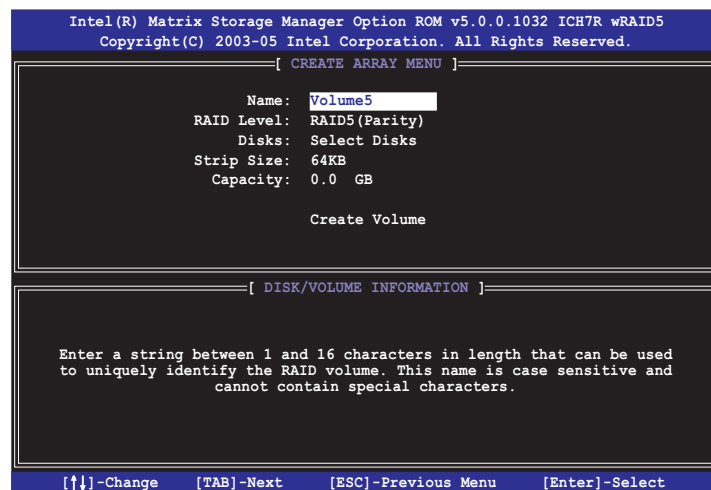 Intel(R) Matrix Storage Manager Option ROM v5.0.0.1032 ICH7R wRAID5
Copyright(C) 2003-05 Intel Corporation. All Rights Reserved.
[ CREATE ARRAY MENU ]
Name: Volume5
RAID Level: RAID5(Parity)
Disks: Select Disks
Strip Size: 64KB
Capacity: 0.0 GB
Create Volume
[ DISK/VOLUME INFORMATION ]
Enter a string between 1 and 16 characters in length that can be used
to uniquely identify the RAID volume. This name is case sensitive and
cannot contain special characters.
[↑↓]-Change [TAB]-Next [ESC]-Previous Menu [Enter]-Select